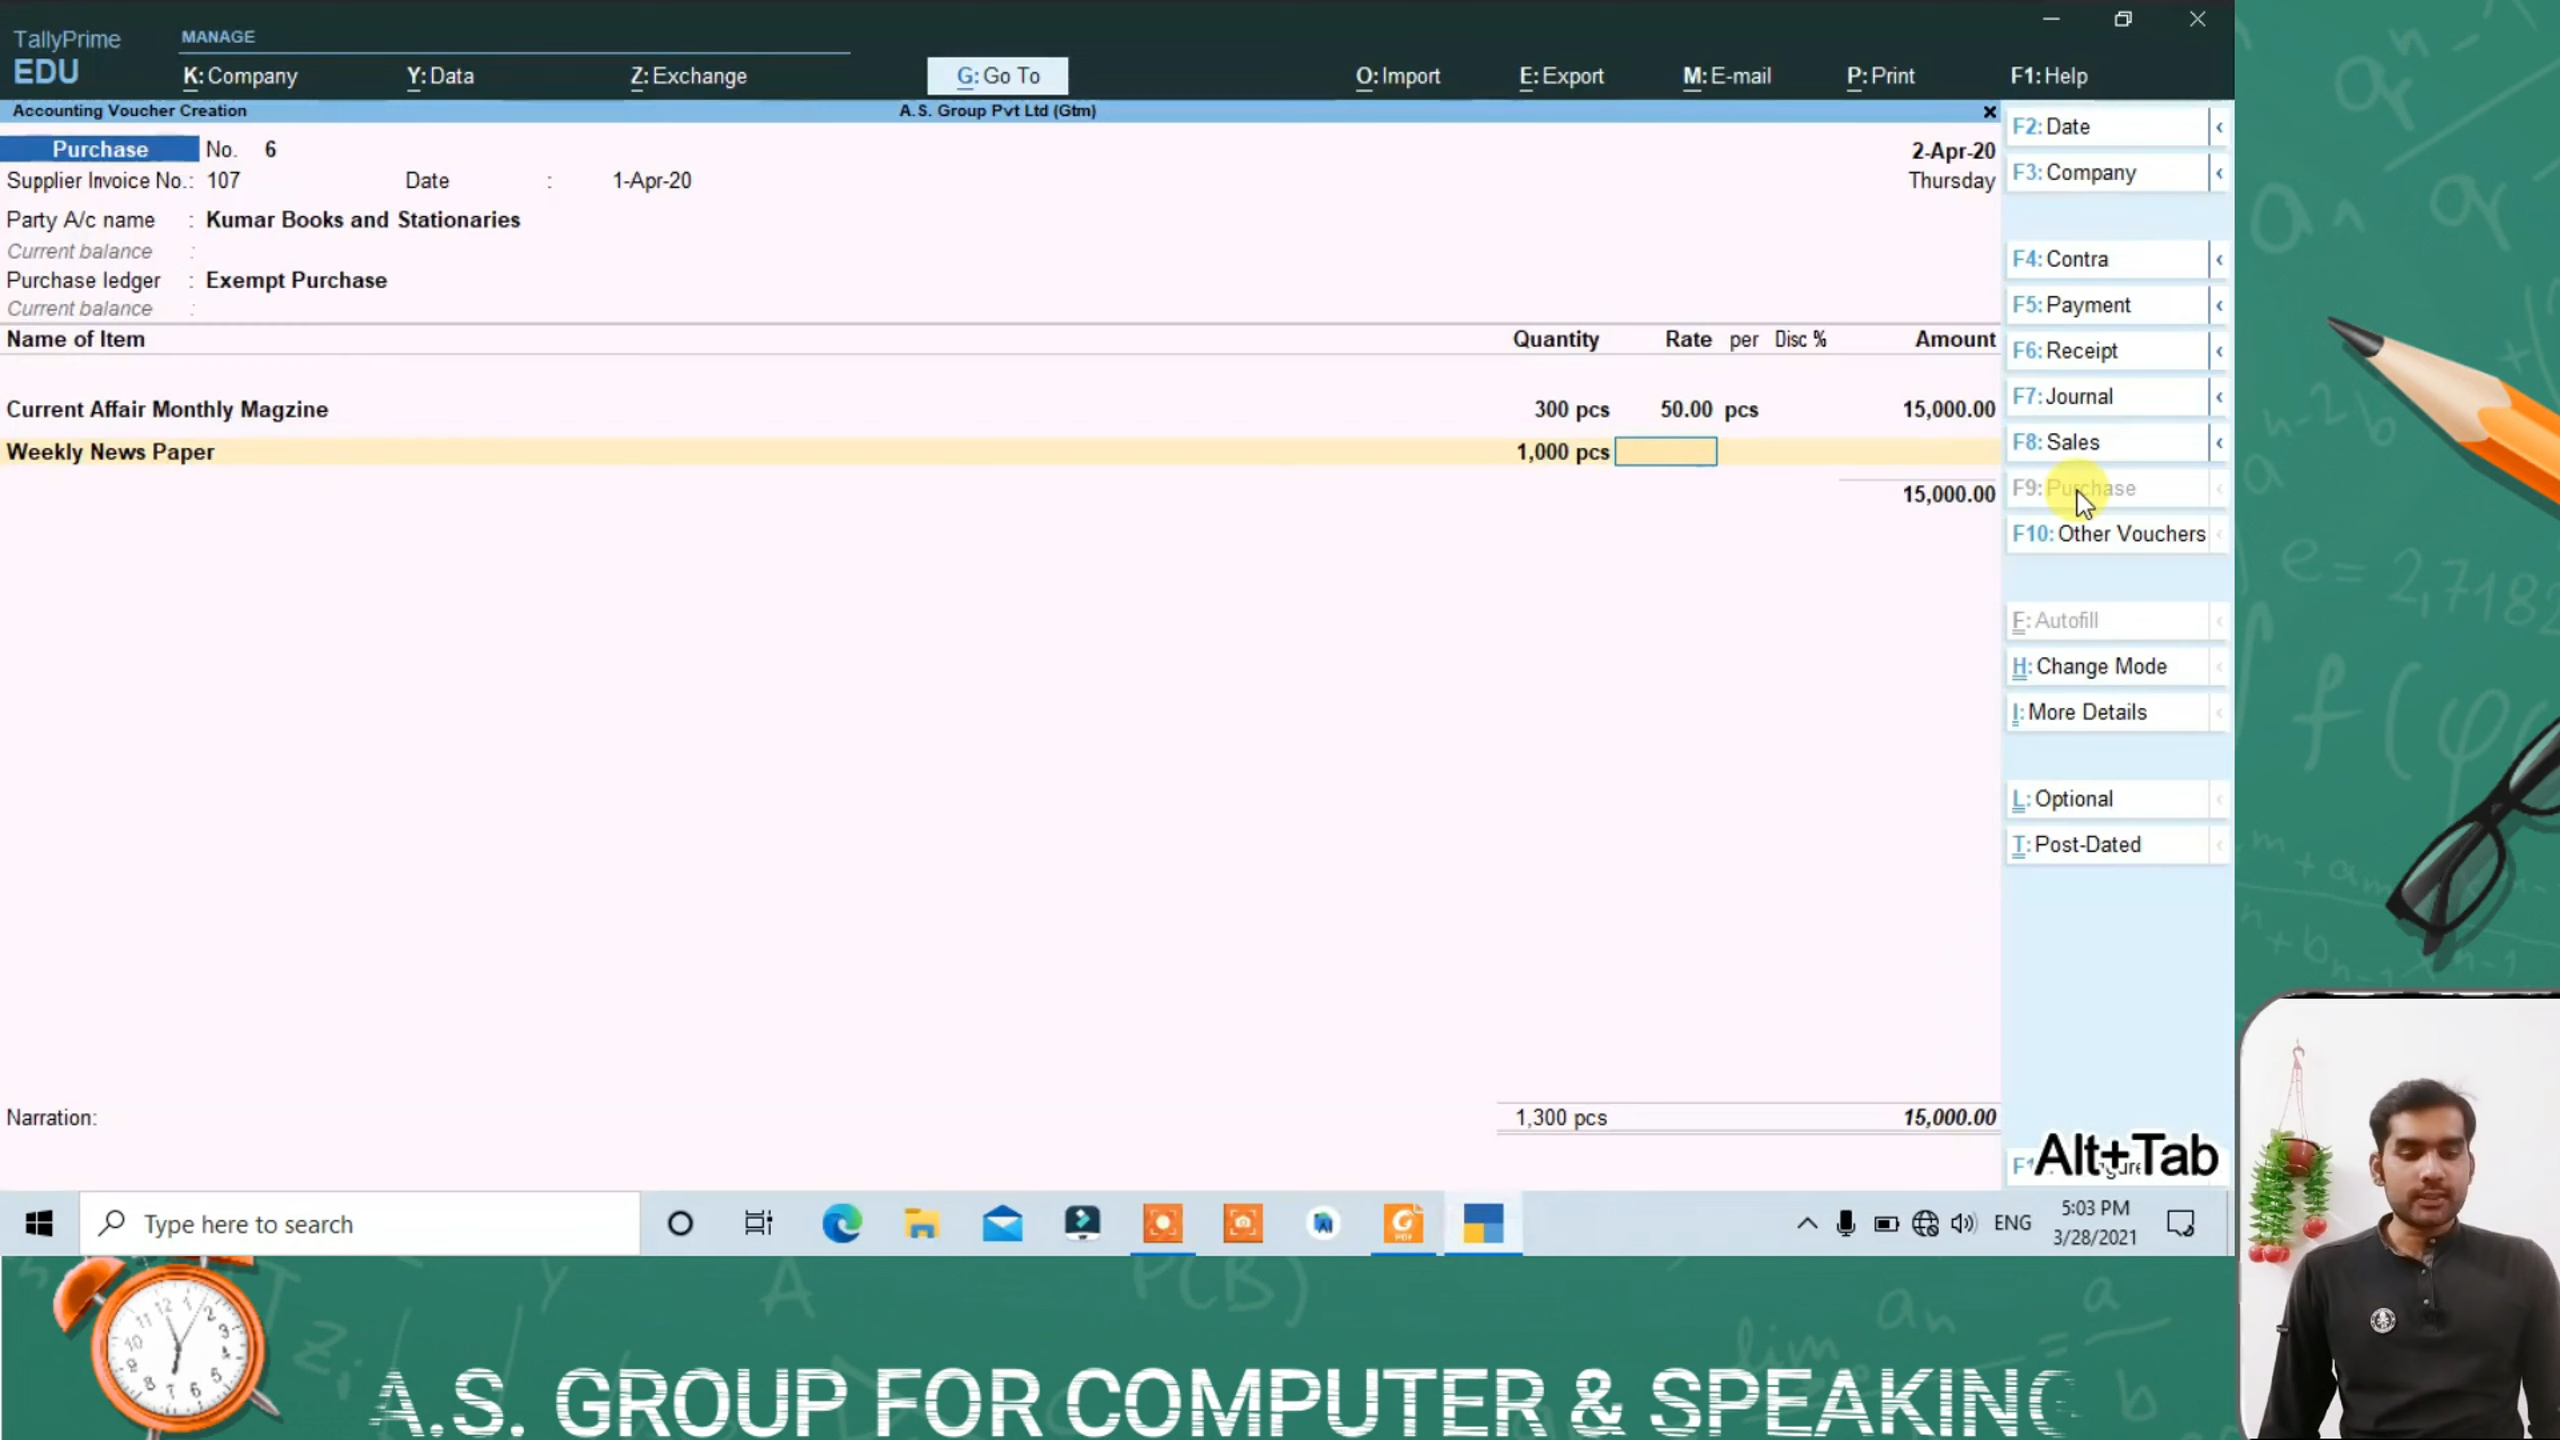 TallyPrime
EDU
MANAGE
K: Company Y: Data Z: Exchange G: Go To O: Import E: Export M: E-mail P: Print F1: Help
Accounting Voucher Creation A.S. Group Pvt Ltd (Gtm) x
Purchase No. 6 2-Apr-20
Supplier Invoice No.: 107 Date : 1-Apr-20 Thursday
Party A/c name : Kumar Books and Stationaries
Current balance :
Purchase ledger : Exempt Purchase
Current balance :
Name of Item Quantity Rate per Disc % Amount
Current Affair Monthly Magzine 300 pcs 50.00 pcs 15,000.00
Weekly News Paper 1,000 pcs
15,000.00
Narration: 1,300 pcs 15,000.00
F2: Date
F3: Company
F4: Contra
F5: Payment
F6: Receipt
F7: Journal
F8: Sales
F9: Purchase
F10: Other Vouchers
F: Autofill
H: Change Mode
I: More Details
L: Optional
T: Post-Dated
Alt+Tab
Type here to search
ENG
5:03 PM
3/28/2021
A.S. GROUP FOR COMPUTER & SPEAKING